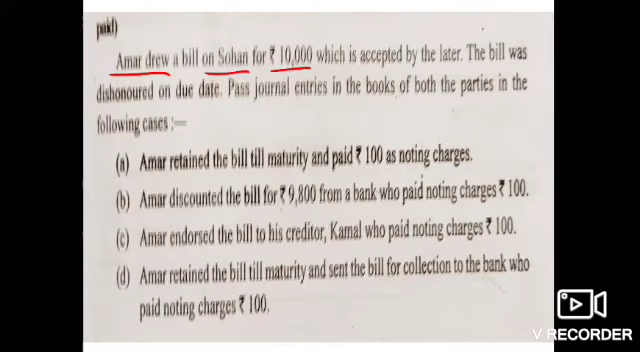 paid)
Amar drew a bill on Sohan for ₹ 10,000 which is accepted by the later. The bill was
dishonoured on due date. Pass journal entries in the books of both the parties in the
following cases :—
(a) Amar retained the bill till maturity and paid ₹ 100 as noting charges.
(b) Amar discounted the bill for ₹ 9,800 from a bank who paid noting charges ₹ 100.
(c) Amar endorsed the bill to his creditor, Kamal who paid noting charges ₹ 100.
(d) Amar retained the bill till maturity and sent the bill for collection to the bank who
paid noting charges ₹ 100.
V RECORDER